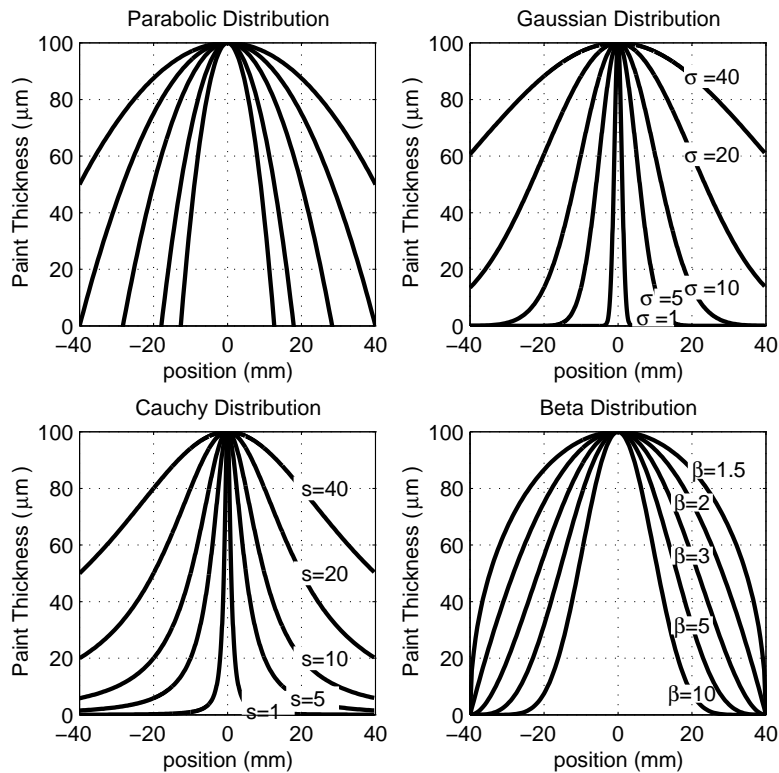 Parabolic Distribution
Paint Thickness (μm )
100
80
60
40
20
0
−40
−20
0
20
40
position (mm)
Gaussian Distribution
Paint Thickness (μm )
100
80
60
40
20
0
−40
−20
0
20
40
position (mm)
σ =40
σ =20
σ =10
σ =5
σ =1
Cauchy Distribution
Paint Thickness (μm )
100
80
60
40
20
0
−40
−20
0
20
40
position (mm)
s=40
s=20
s=10
s=5
s=1
Beta Distribution
Paint Thickness (μm )
100
80
60
40
20
0
−40
−20
0
20
40
position (mm)
β=1.5
β=2
β=3
β=5
β=10